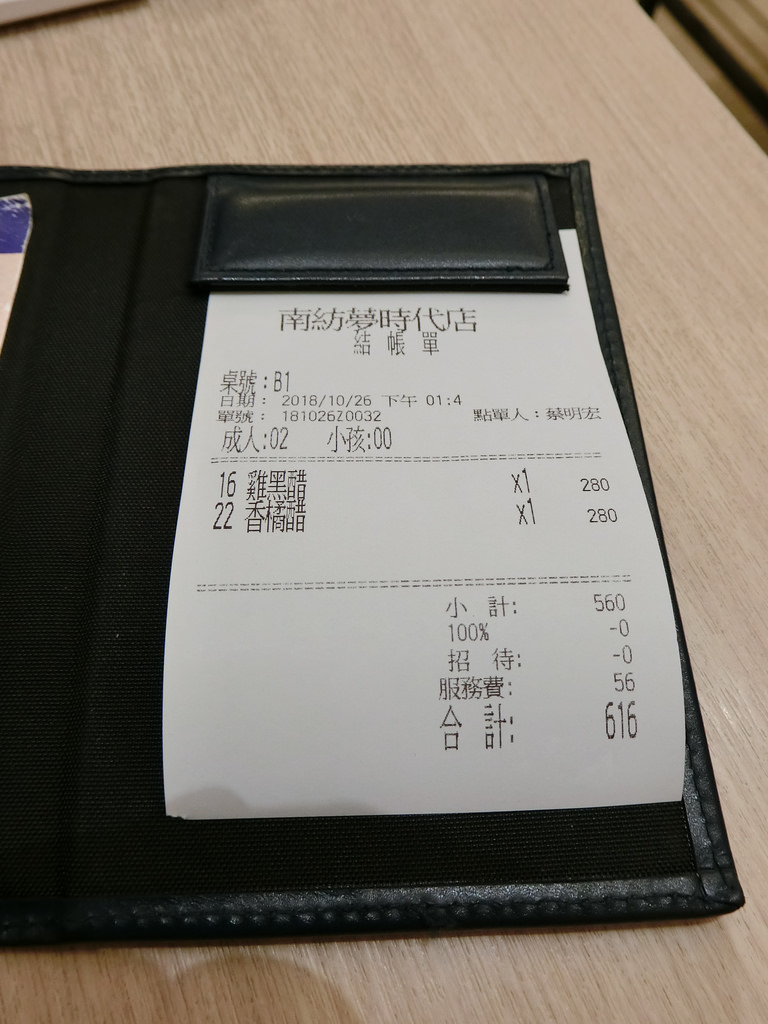 南紡夢時代店
結 帳 單
桌號：B1
日期： 2018/10/26 下午 01:4
單號： 181026Z0032 點單人：蔡明宏
成人:02 小孩:00
16 雞黑醋 x1 280
22 香橘醋 x1 280
小 計: 560
100% -0
招 待: -0
服務費: 56
合 計: 616